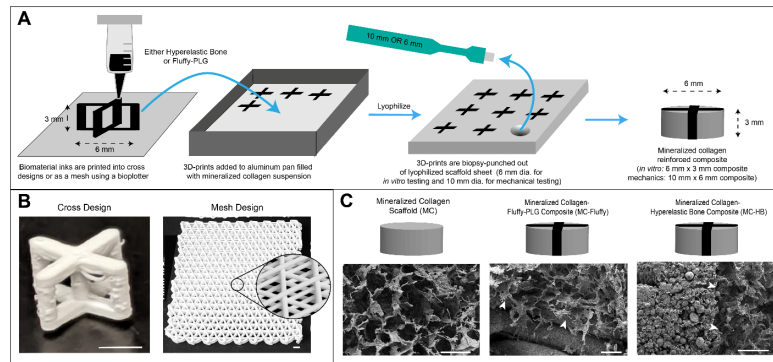 A
Either Hyperelastic Bone
or Fluffy-PLG
10 mm OR 6 mm
Lyophilize
3 mm
6 mm
6 mm
3 mm
Biomaterial inks are printed into cross
designs or as a mesh using a bioplotter
3D-prints added to aluminum pan filled
with mineralized collagen suspension
3D-prints are biopsy-punched out
of lyophilized scaffold sheet (6 mm dia. for
in vitro testing and 10 mm dia. for mechanical testing)
Mineralized collagen
reinforced composite
(in vitro: 6 mm x 3 mm composite
mechanics: 10 mm x 6 mm composite)
B
Cross Design
Mesh Design
C
Mineralized Collagen
Scaffold (MC)
Mineralized Collagen-
Fluffy-PLG Composite (MC-Fluffy)
Mineralized Collagen-
Hyperelastic Bone Composite (MC-HB)